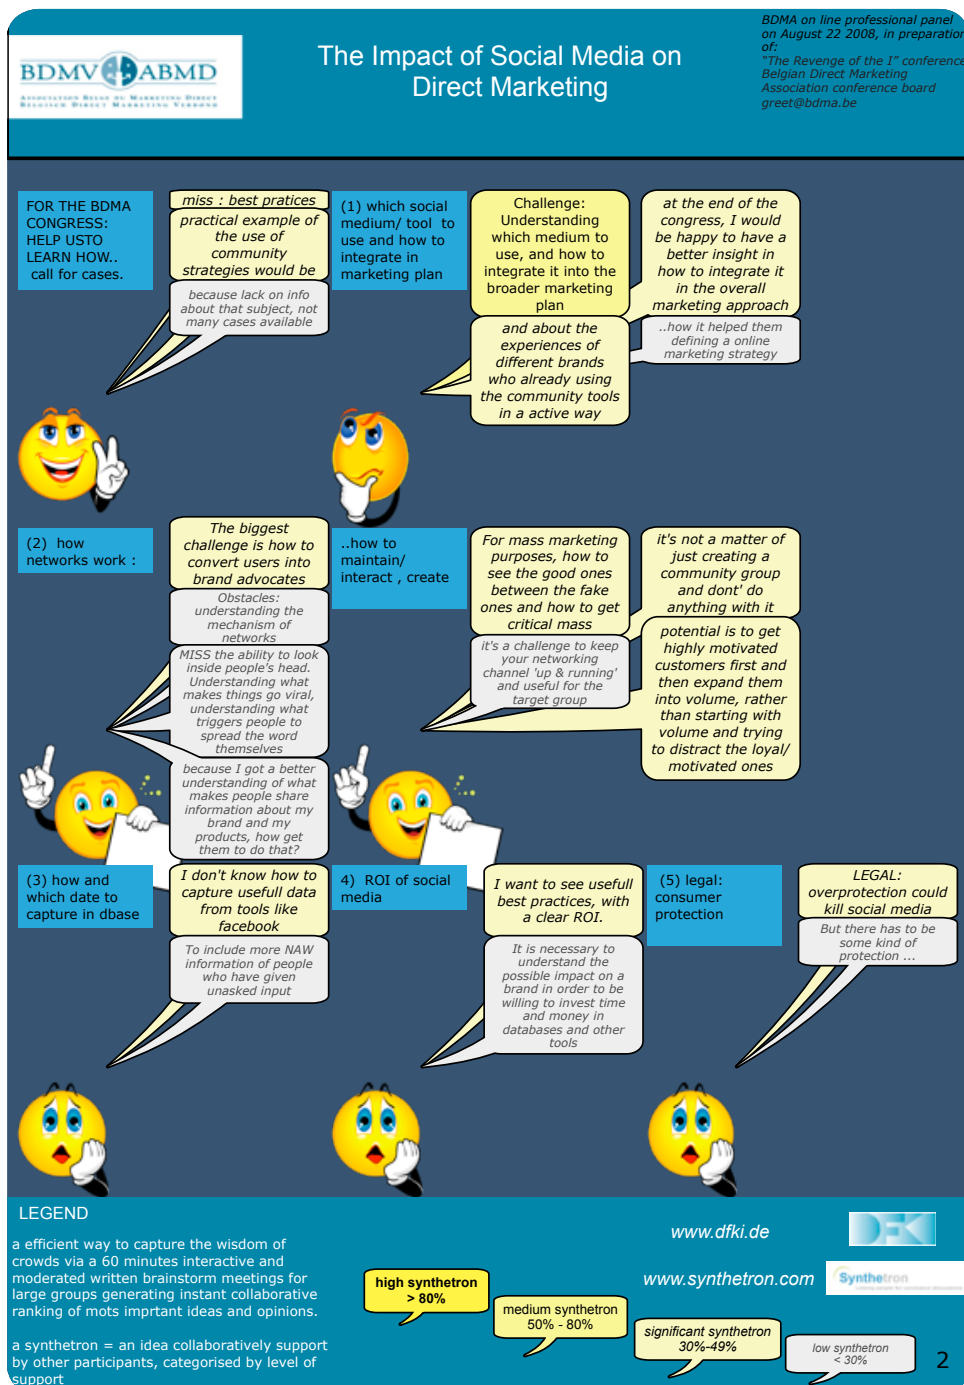 BDMV ABMD
ASSOCIATION BELGE DU MARKETING DIRECT
BELGISCH DIRECT MARKETING VERBOND
The Impact of Social Media on
Direct Marketing
BDMA on line professional panel
on August 22 2008, in preparation
of:
"The Revenge of the I" conference
Belgian Direct Marketing
Association conference board
greet@bdma.be
FOR THE BDMA
CONGRESS:
HELP USTO
LEARN HOW..
call for cases.
miss : best pratices
practical example of
the use of
community
strategies would be
because lack on info
about that subject, not
many cases available
(1) which social
medium/ tool to
use and how to
integrate in
marketing plan
Challenge:
Understanding
which medium to
use, and how to
integrate it into the
broader marketing
plan
and about the
experiences of
different brands
who already using
the community tools
in a active way
at the end of the
congress, I would
be happy to have a
better insight in
how to integrate it
in the overall
marketing approach
..how it helped them
defining a online
marketing strategy
(2) how
networks work :
The biggest
challenge is how to
convert users into
brand advocates
Obstacles:
understanding the
mechanism of
networks
MISS the ability to look
inside people's head.
Understanding what
makes things go viral,
understanding what
triggers people to
spread the word
themselves
because I got a better
understanding of what
makes people share
information about my
brand and my
products, how get
them to do that?
..how to
maintain/
interact , create
For mass marketing
purposes, how to
see the good ones
between the fake
ones and how to get
critical mass
it's a challenge to keep
your networking
channel 'up & running'
and useful for the
target group
it's not a matter of
just creating a
community group
and dont' do
anything with it
potential is to get
highly motivated
customers first and
then expand them
into volume, rather
than starting with
volume and trying
to distract the loyal/
motivated ones
(3) how and
which date to
capture in dbase
I don't know how to
capture usefull data
from tools like
facebook
To include more NAW
information of people
who have given
unasked input
4) ROI of social
media
I want to see usefull
best practices, with
a clear ROI.
It is necessary to
understand the
possible impact on a
brand in order to be
willing to invest time
and money in
databases and other
tools
(5) legal:
consumer
protection
LEGAL:
overprotection could
kill social media
But there has to be
some kind of
protection ...
LEGEND
a efficient way to capture the wisdom of
crowds via a 60 minutes interactive and
moderated written brainstorm meetings for
large groups generating instant collaborative
ranking of mots imprtant ideas and opinions.
a synthetron = an idea collaboratively support
by other participants, categorised by level of
support
high synthetron
> 80%
medium synthetron
50% - 80%
significant synthetron
30%-49%
low synthetron
< 30%
www.dfki.de
DFKI
www.synthetron.com
Synthetron
2